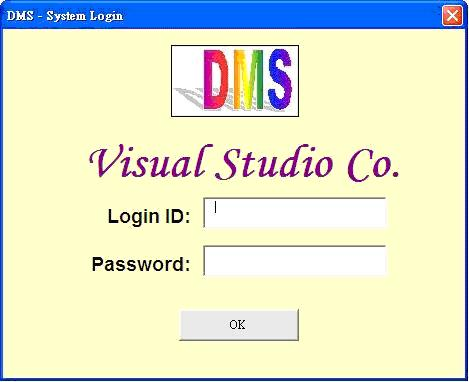 DMS - System Login
DMS
Visual Studio Co.
Login ID:
Password:
OK